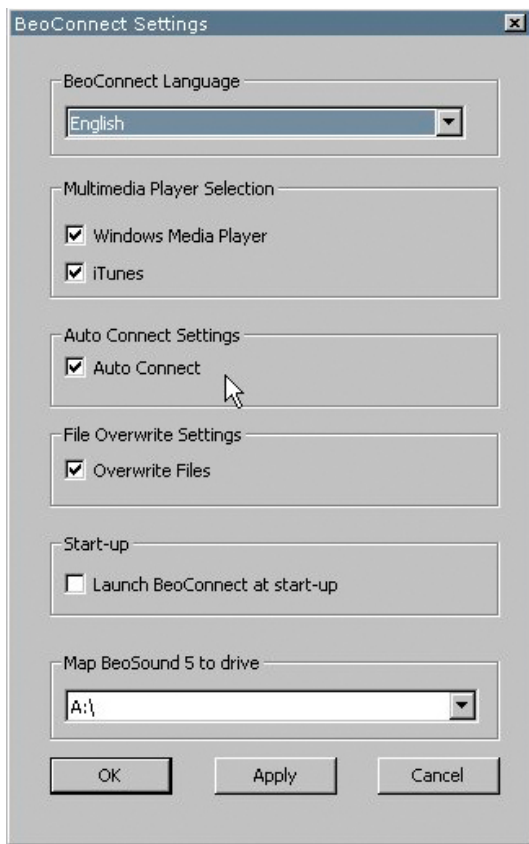 BeoConnect Settings
BeoConnect Language
English
Multimedia Player Selection
Windows Media Player
iTunes
Auto Connect Settings
Auto Connect
File Overwrite Settings
Overwrite Files
Start-up
Launch BeoConnect at start-up
Map BeoSound 5 to drive
A:\
OK Apply Cancel